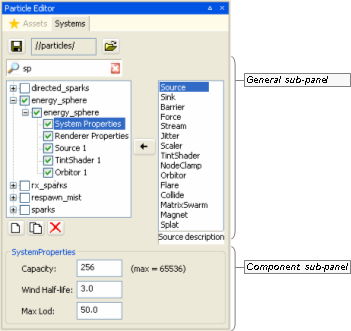 Particle Editor
Assets Systems
//particles/
sp
directed_sparks
energy_sphere
energy_sphere
System Properties
Renderer Properties
Source 1
TintShader 1
Orbitor 1
rx_sparks
respawn_mist
sparks
Source
Sink
Barrier
Force
Stream
Jitter
Scaler
TintShader
NodeClamp
Orbitor
Flare
Collide
MatrixSwarm
Magnet
Splat
Source description
General sub-panel
SystemProperties
Capacity: 256 (max = 65536)
Wind Half-life: 3.0
Max Lod: 50.0
Component sub-panel